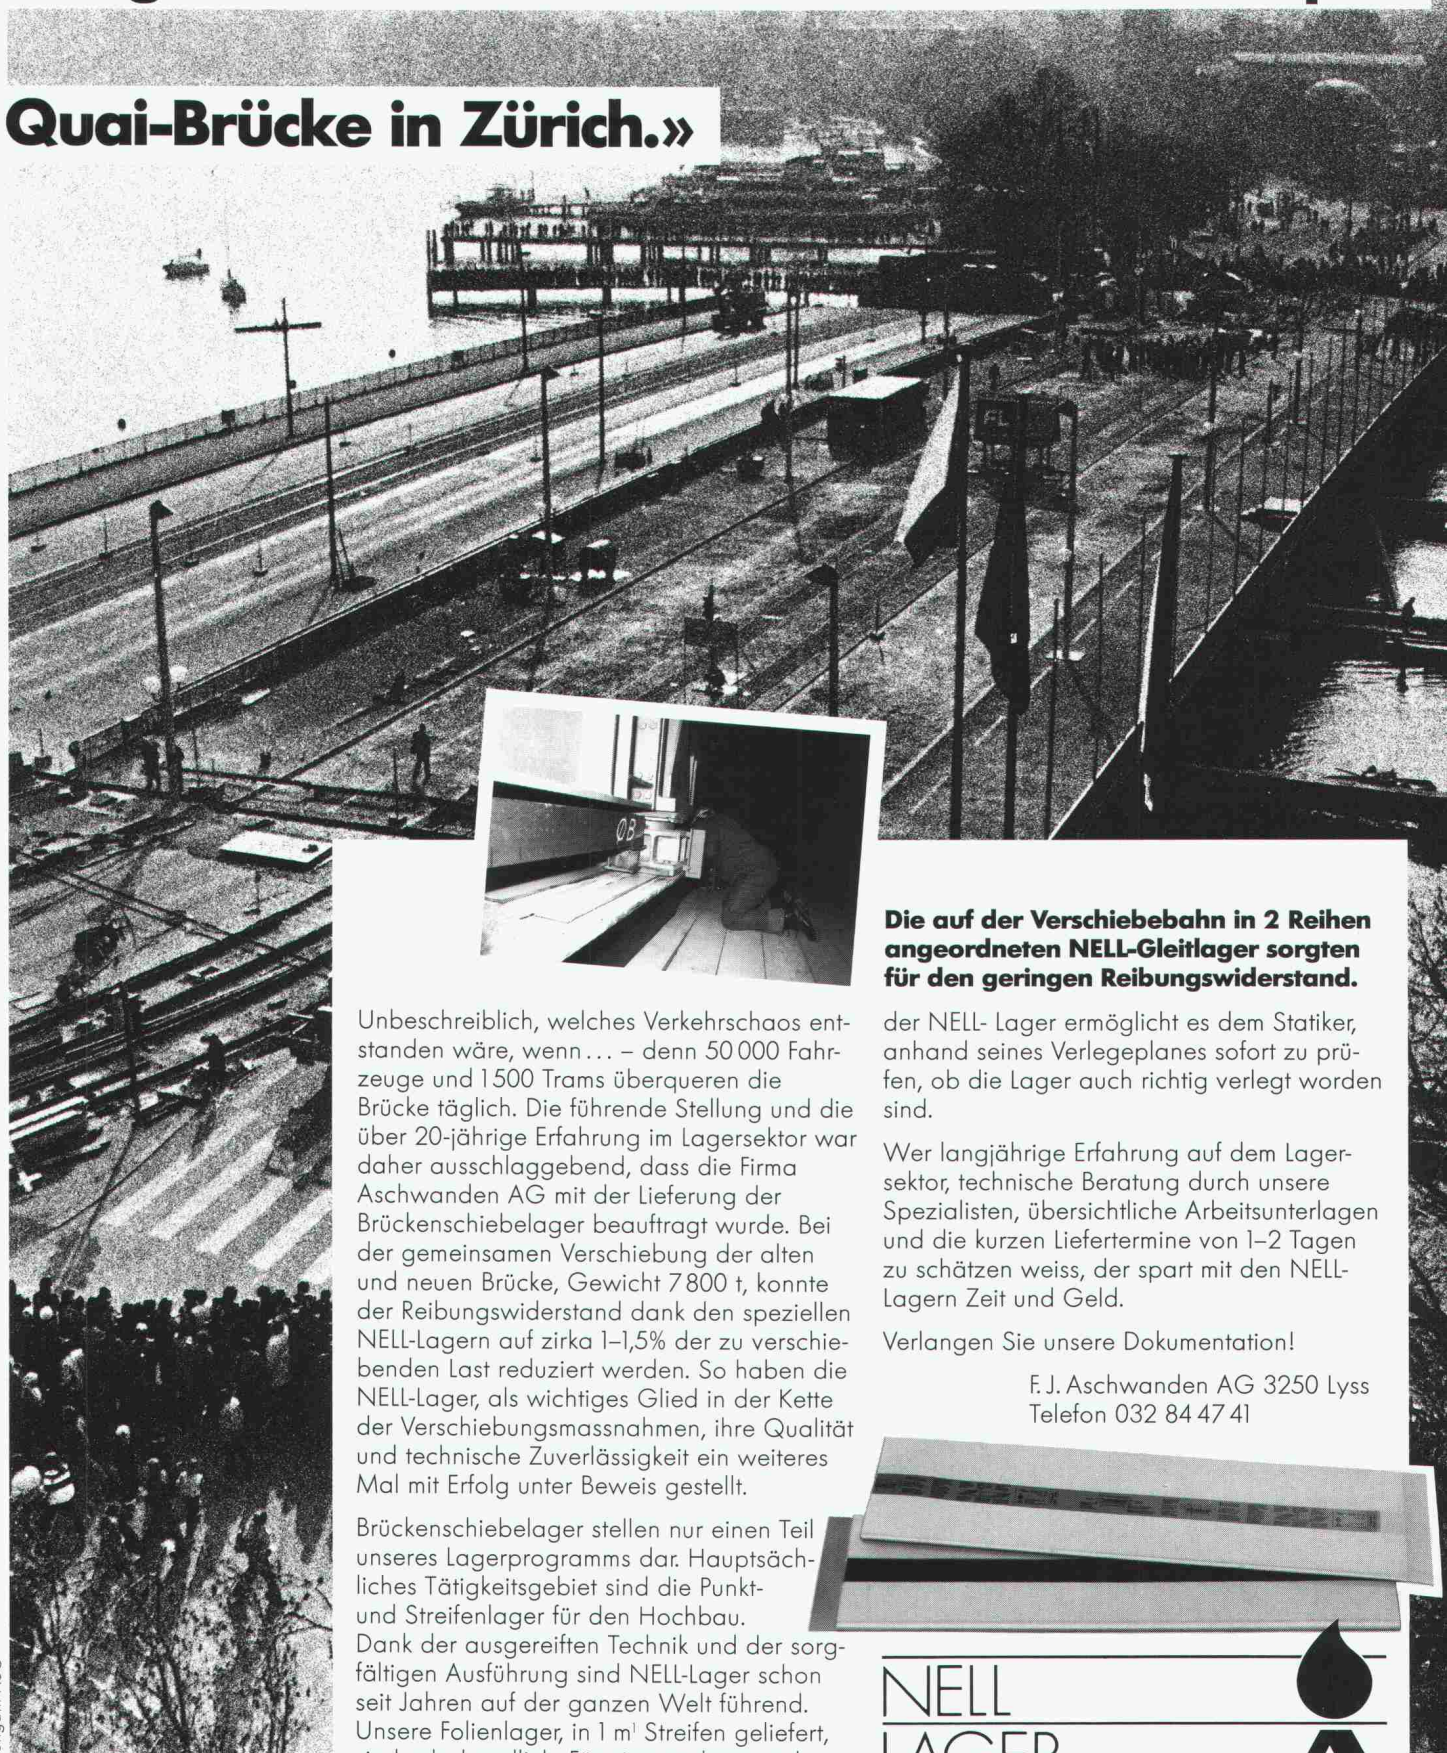 Quai-Brücke in Zürich.»
FL
ØB
Die auf der Verschiebebahn in 2 Reihen
angeordneten NELL-Gleitlager sorgten
für den geringen Reibungswiderstand.
Unbeschreiblich, welches Verkehrschaos ent-
standen wäre, wenn... – denn 50 000 Fahr-
zeuge und 1500 Trams überqueren die
Brücke täglich. Die führende Stellung und die
über 20-jährige Erfahrung im Lagersektor war
daher ausschlaggebend, dass die Firma
Aschwanden AG mit der Lieferung der
Brückenschiebelager beauftragt wurde. Bei
der gemeinsamen Verschiebung der alten
und neuen Brücke, Gewicht 7800 t, konnte
der Reibungswiderstand dank den speziellen
NELL-Lagern auf zirka 1–1,5% der zu verschie-
benden Last reduziert werden. So haben die
NELL-Lager, als wichtiges Glied in der Kette
der Verschiebungsmassnahmen, ihre Qualität
und technische Zuverlässigkeit ein weiteres
Mal mit Erfolg unter Beweis gestellt.
Brückenschiebelager stellen nur einen Teil
unseres Lagerprogramms dar. Hauptsäch-
liches Tätigkeitsgebiet sind die Punkt-
und Streifenlager für den Hochbau.
Dank der ausgereiften Technik und der sorg-
fältigen Ausführung sind NELL-Lager schon
seit Jahren auf der ganzen Welt führend.
Unsere Folienlager, in 1 m¹ Streifen geliefert,
der NELL- Lager ermöglicht es dem Statiker,
anhand seines Verlegeplanes sofort zu prü-
fen, ob die Lager auch richtig verlegt worden
sind.
Wer langjährige Erfahrung auf dem Lager-
sektor, technische Beratung durch unsere
Spezialisten, übersichtliche Arbeitsunterlagen
und die kurzen Liefertermine von 1–2 Tagen
zu schätzen weiss, der spart mit den NELL-
Lagern Zeit und Geld.
Verlangen Sie unsere Dokumentation!
F. J. Aschwanden AG 3250 Lyss
Telefon 032 84 47 41
NELL
LAGER